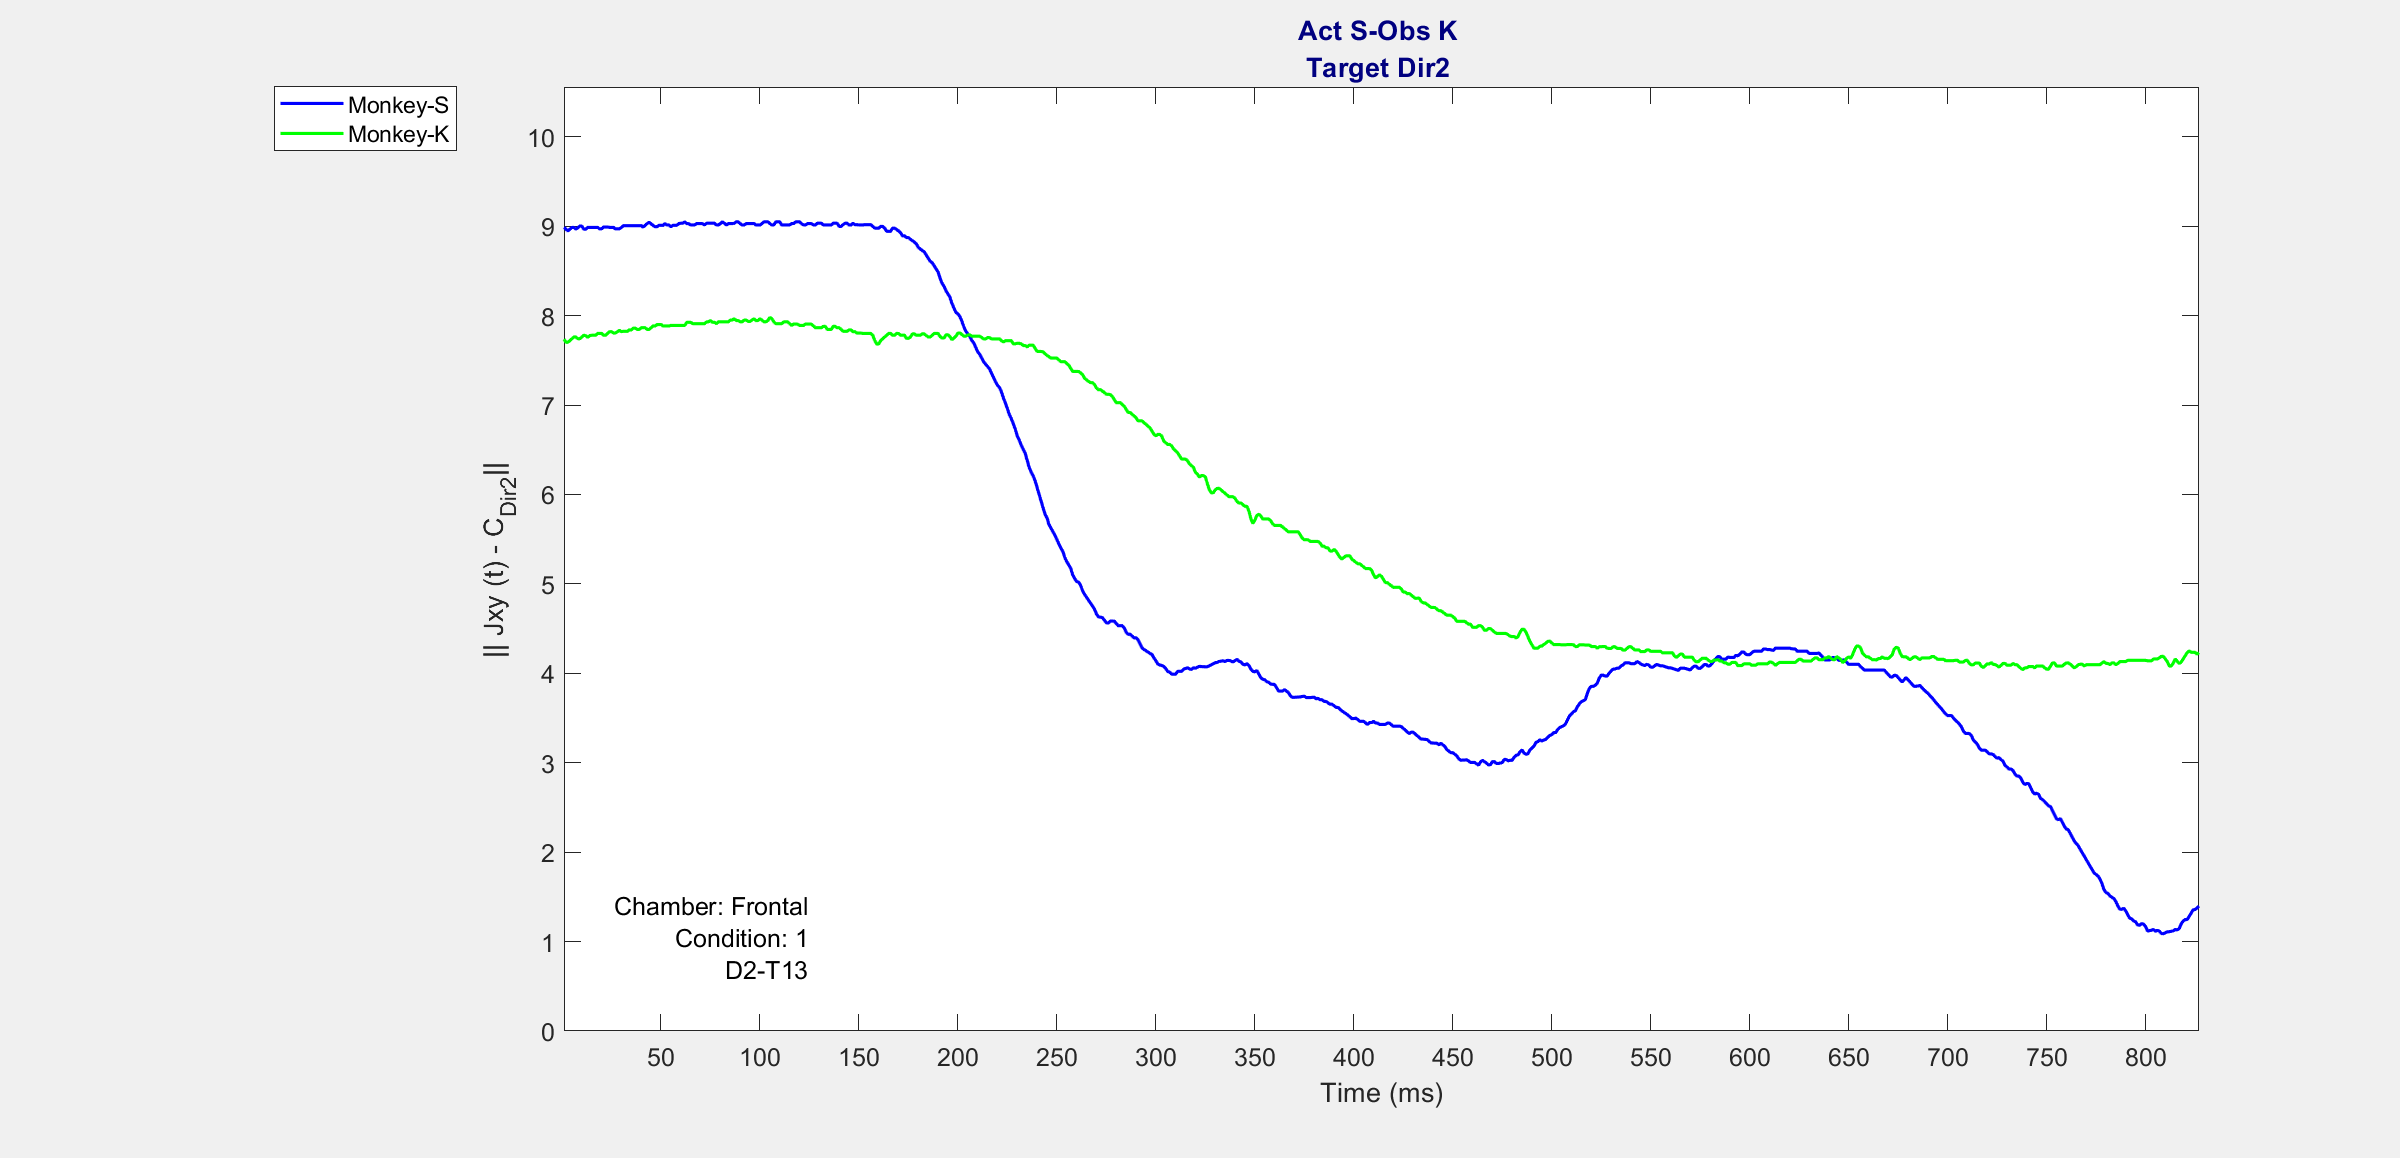 Act S-Obs K
Target Dir2
Monkey-S
Monkey-K
10
9
8
7
6
5
4
3
2
1
0
|| Jxy (t) - C_Dir2||
Chamber: Frontal
Condition: 1
D2-T13
50 100 150 200 250 300 350 400 450 500 550 600 650 700 750 800
Time (ms)